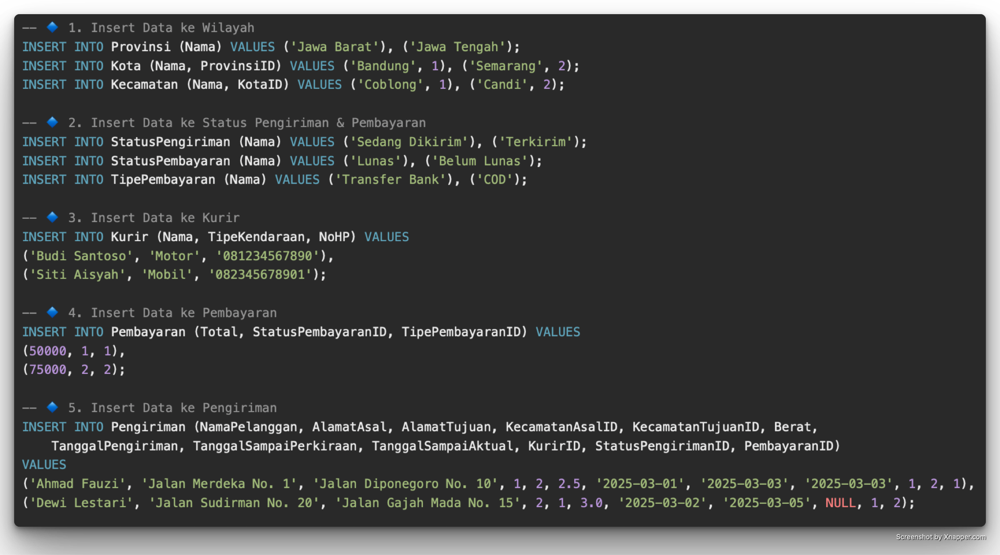 -- 🔷 1. Insert Data ke Wilayah
INSERT INTO Provinsi (Nama) VALUES ('Jawa Barat'), ('Jawa Tengah');
INSERT INTO Kota (Nama, ProvinsiID) VALUES ('Bandung', 1), ('Semarang', 2);
INSERT INTO Kecamatan (Nama, KotaID) VALUES ('Coblong', 1), ('Candi', 2);

-- 🔷 2. Insert Data ke Status Pengiriman & Pembayaran
INSERT INTO StatusPengiriman (Nama) VALUES ('Sedang Dikirim'), ('Terkirim');
INSERT INTO StatusPembayaran (Nama) VALUES ('Lunas'), ('Belum Lunas');
INSERT INTO TipePembayaran (Nama) VALUES ('Transfer Bank'), ('COD');

-- 🔷 3. Insert Data ke Kurir
INSERT INTO Kurir (Nama, TipeKendaraan, NoHP) VALUES
('Budi Santoso', 'Motor', '081234567890'),
('Siti Aisyah', 'Mobil', '082345678901');

-- 🔷 4. Insert Data ke Pembayaran
INSERT INTO Pembayaran (Total, StatusPembayaranID, TipePembayaranID) VALUES
(50000, 1, 1),
(75000, 2, 2);

-- 🔷 5. Insert Data ke Pengiriman
INSERT INTO Pengiriman (NamaPelanggan, AlamatAsal, AlamatTujuan, KecamatanAsalID, KecamatanTujuanID, Berat,
    TanggalPengiriman, TanggalSampaiPerkiraan, TanggalSampaiAktual, KurirID, StatusPengirimanID, PembayaranID)
VALUES
('Ahmad Fauzi', 'Jalan Merdeka No. 1', 'Jalan Diponegoro No. 10', 1, 2, 2.5, '2025-03-01', '2025-03-03', '2025-03-03', 1, 2, 1),
('Dewi Lestari', 'Jalan Sudirman No. 20', 'Jalan Gajah Mada No. 15', 2, 1, 3.0, '2025-03-02', '2025-03-05', NULL, 1, 2);
Screenshot by Xnapper.com